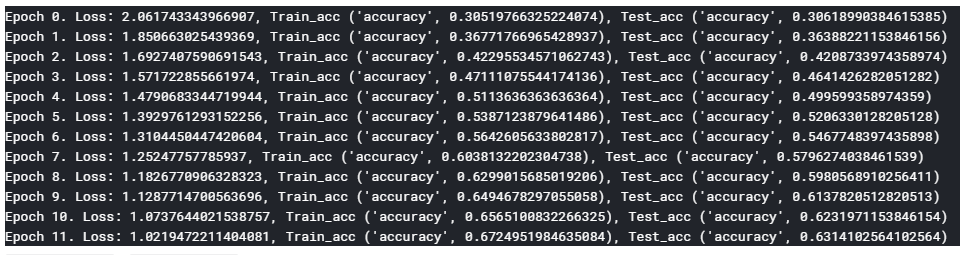 Epoch 0. Loss: 2.061743343966907, Train_acc ('accuracy', 0.30519766325224074), Test_acc ('accuracy', 0.30618990384615385)
Epoch 1. Loss: 1.850663025439369, Train_acc ('accuracy', 0.36771766965428937), Test_acc ('accuracy', 0.36388221153846156)
Epoch 2. Loss: 1.6927407590691543, Train_acc ('accuracy', 0.42295534571062743), Test_acc ('accuracy', 0.4208733974358974)
Epoch 3. Loss: 1.571722855661974, Train_acc ('accuracy', 0.47111075544174136), Test_acc ('accuracy', 0.4641426282051282)
Epoch 4. Loss: 1.4790683344719944, Train_acc ('accuracy', 0.5113636363636364), Test_acc ('accuracy', 0.499599358974359)
Epoch 5. Loss: 1.3929761293152256, Train_acc ('accuracy', 0.5387123879641486), Test_acc ('accuracy', 0.5206330128205128)
Epoch 6. Loss: 1.3104450447420604, Train_acc ('accuracy', 0.5642605633802817), Test_acc ('accuracy', 0.5467748397435898)
Epoch 7. Loss: 1.25247757785937, Train_acc ('accuracy', 0.6038132202304738), Test_acc ('accuracy', 0.5796274038461539)
Epoch 8. Loss: 1.1826770906328323, Train_acc ('accuracy', 0.6299015685019206), Test_acc ('accuracy', 0.5980568910256411)
Epoch 9. Loss: 1.1287714700563696, Train_acc ('accuracy', 0.6494678297055058), Test_acc ('accuracy', 0.6137820512820513)
Epoch 10. Loss: 1.0737644021538757, Train_acc ('accuracy', 0.6565100832266325), Test_acc ('accuracy', 0.6231971153846154)
Epoch 11. Loss: 1.0219472211404081, Train_acc ('accuracy', 0.6724951984635084), Test_acc ('accuracy', 0.6314102564102564)